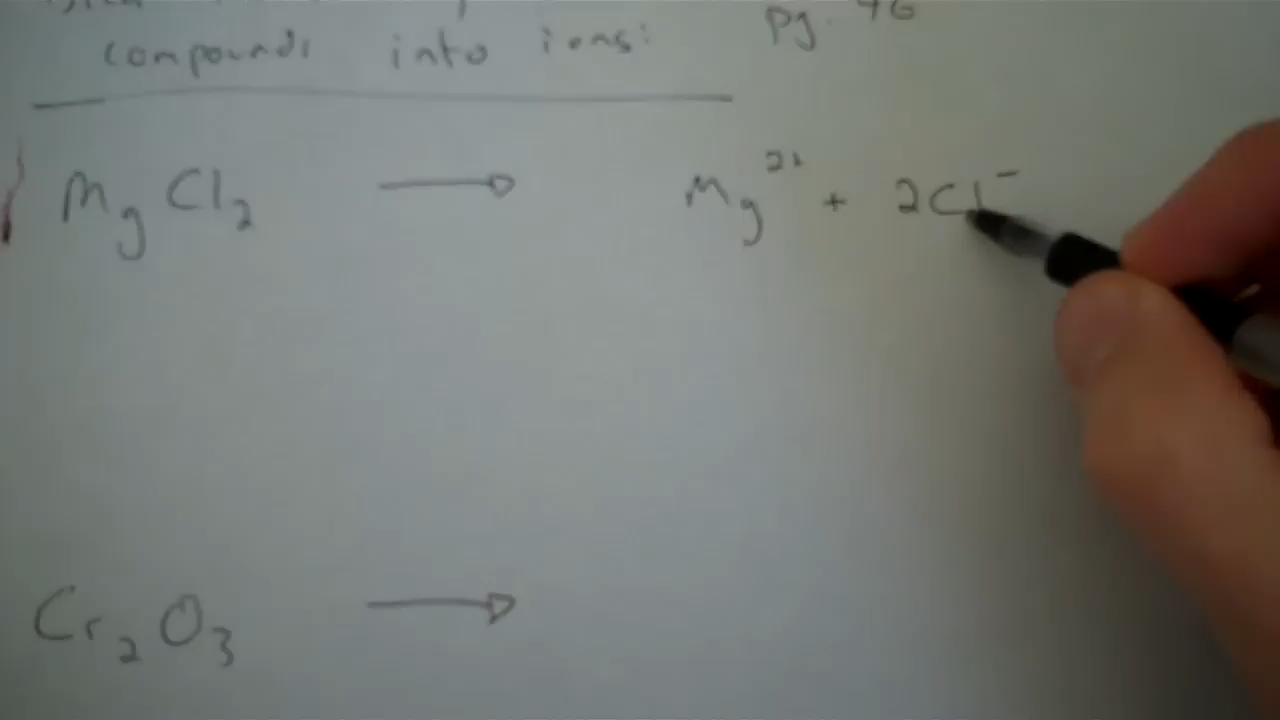 compounds into ions: pg. 46
MgCl₂ → Mg²⁺ + 2Cl⁻
Cr₂O₃ →